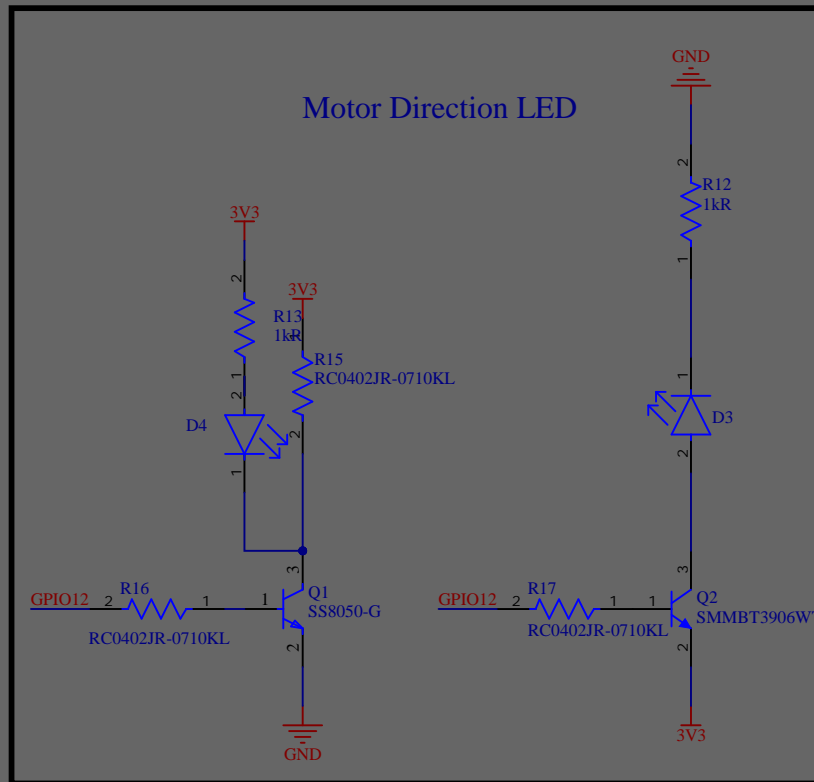 GND
Motor Direction LED
2
R12
1kR
1
3V3
2
R13
1kR
1
3V3
1
R15
RC0402JR-0710KL
2
2
D4
1
1
D3
2
GPIO12
2
R16
1
RC0402JR-0710KL
1
3
Q1
SS8050-G
2
GND
GPIO12
2
R17
1
RC0402JR-0710KL
1
3
Q2
2
3V3